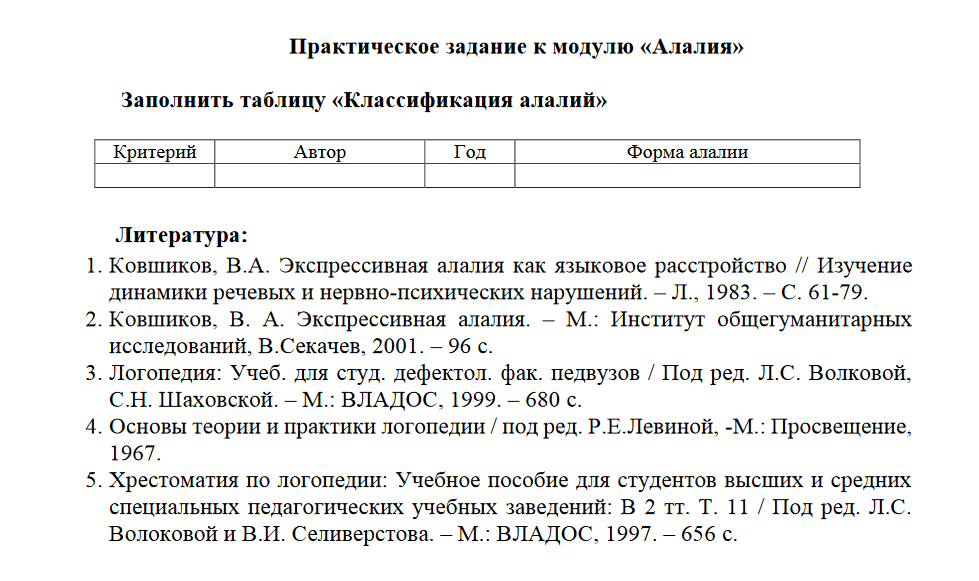 Практическое задание к модулю «Алалия»
Заполнить таблицу «Классификация алалий»
Критерий Автор Год Форма алалии
Литература:
1. Ковшиков, В.А. Экспрессивная алалия как языковое расстройство // Изучение
динамики речевых и нервно-психических нарушений. – Л., 1983. – С. 61-79.
2. Ковшиков, В. А. Экспрессивная алалия. – М.: Институт общегуманитарных
исследований, В.Секачев, 2001. – 96 с.
3. Логопедия: Учеб. для студ. дефектол. фак. педвузов / Под ред. Л.С. Волковой,
С.Н. Шаховской. – М.: ВЛАДОС, 1999. – 680 с.
4. Основы теории и практики логопедии / под ред. Р.Е.Левиной, -М.: Просвещение,
1967.
5. Хрестоматия по логопедии: Учебное пособие для студентов высших и средних
специальных педагогических учебных заведений: В 2 тт. Т. 11 / Под ред. Л.С.
Волоковой и В.И. Селиверстова. – М.: ВЛАДОС, 1997. – 656 с.